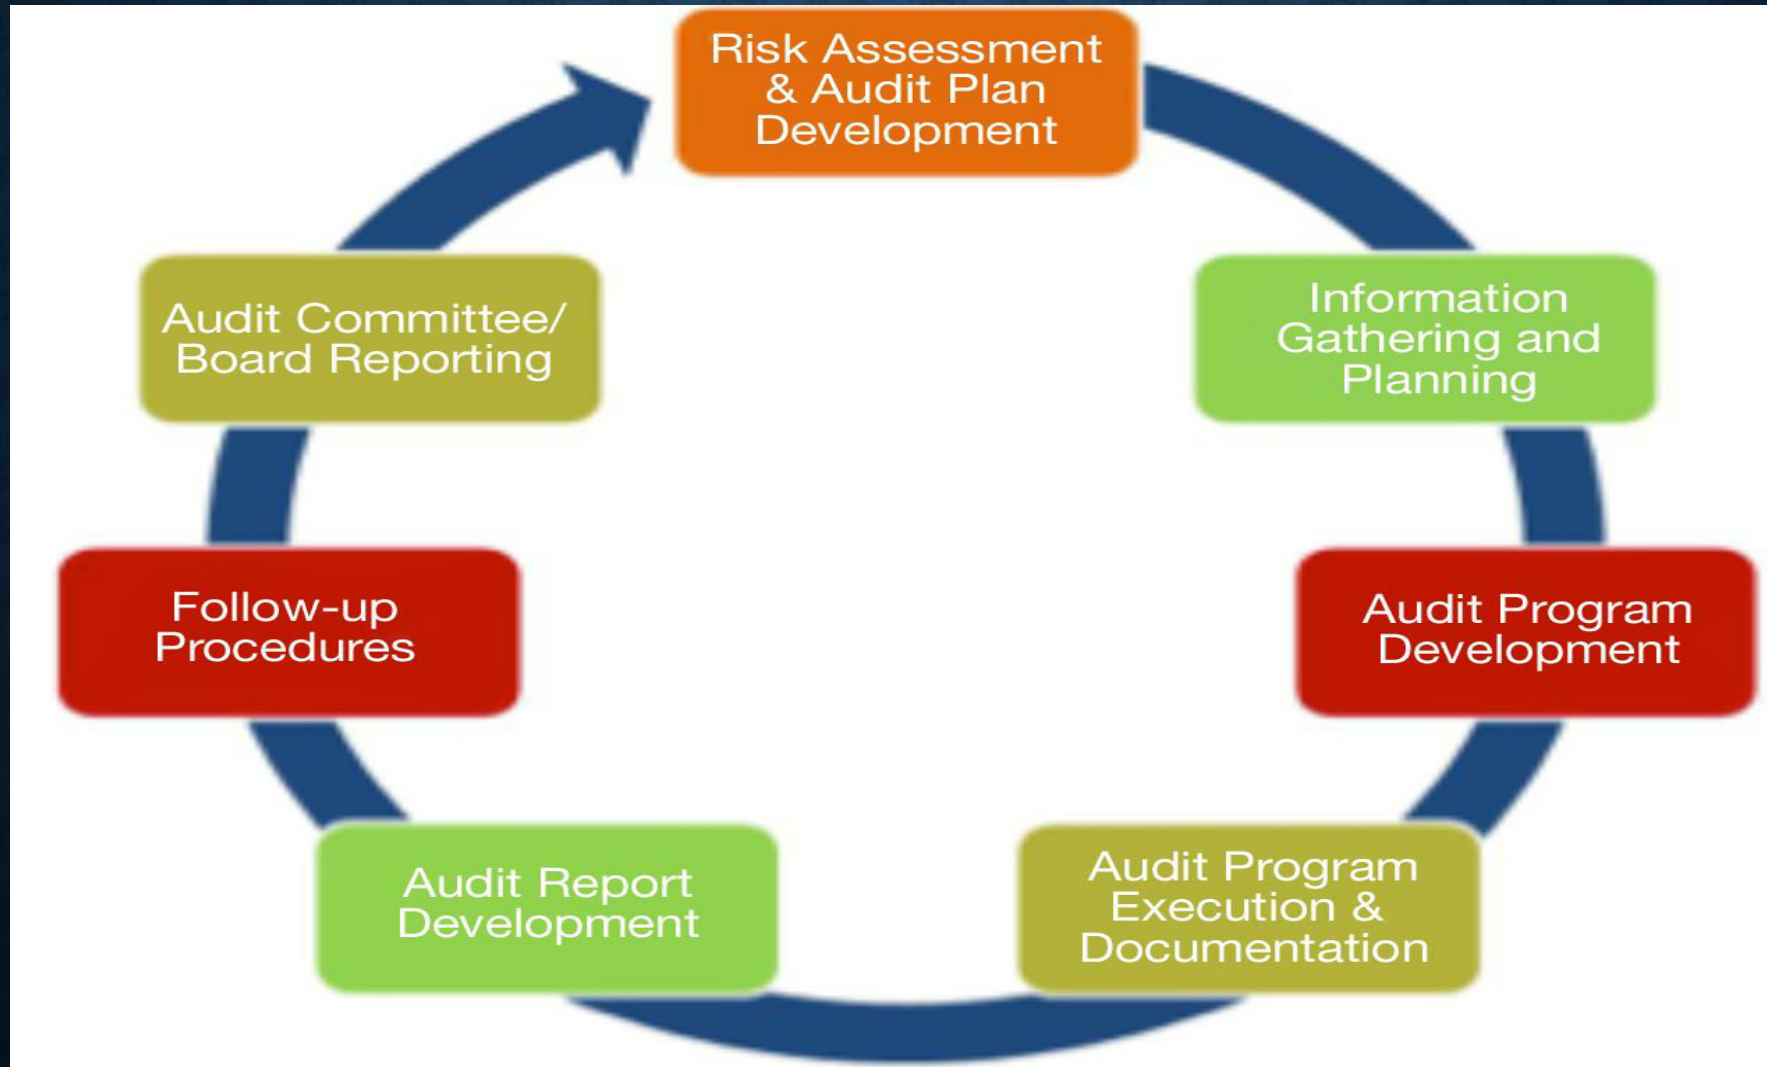 Risk Assessment
& Audit Plan
Development
Information
Gathering and
Planning
Audit Program
Development
Audit Program
Execution &
Documentation
Audit Report
Development
Follow-up
Procedures
Audit Committee/
Board Reporting